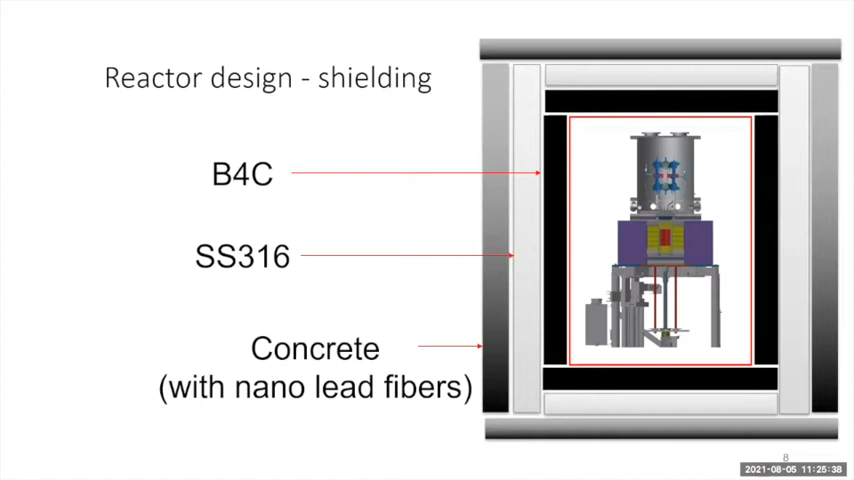 Reactor design - shielding
B4C
SS316
Concrete
(with nano lead fibers)
8
2021-08-05 11:25:38